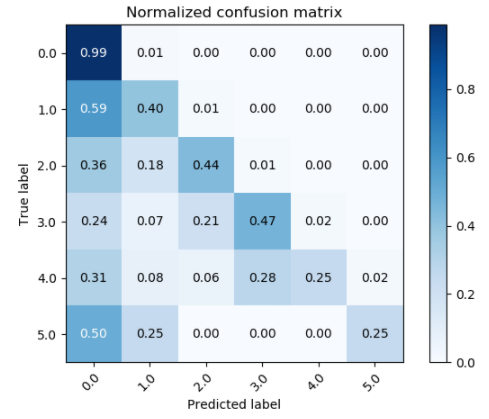 Normalized confusion matrix
True label
0.0 0.99 0.01 0.00 0.00 0.00 0.00
1.0 0.59 0.40 0.01 0.00 0.00 0.00
2.0 0.36 0.18 0.44 0.01 0.00 0.00
3.0 0.24 0.07 0.21 0.47 0.02 0.00
4.0 0.31 0.08 0.06 0.28 0.25 0.02
5.0 0.50 0.25 0.00 0.00 0.00 0.25
0.0 1.0 2.0 3.0 4.0 5.0
Predicted label
0.8
0.6
0.4
0.2
0.0